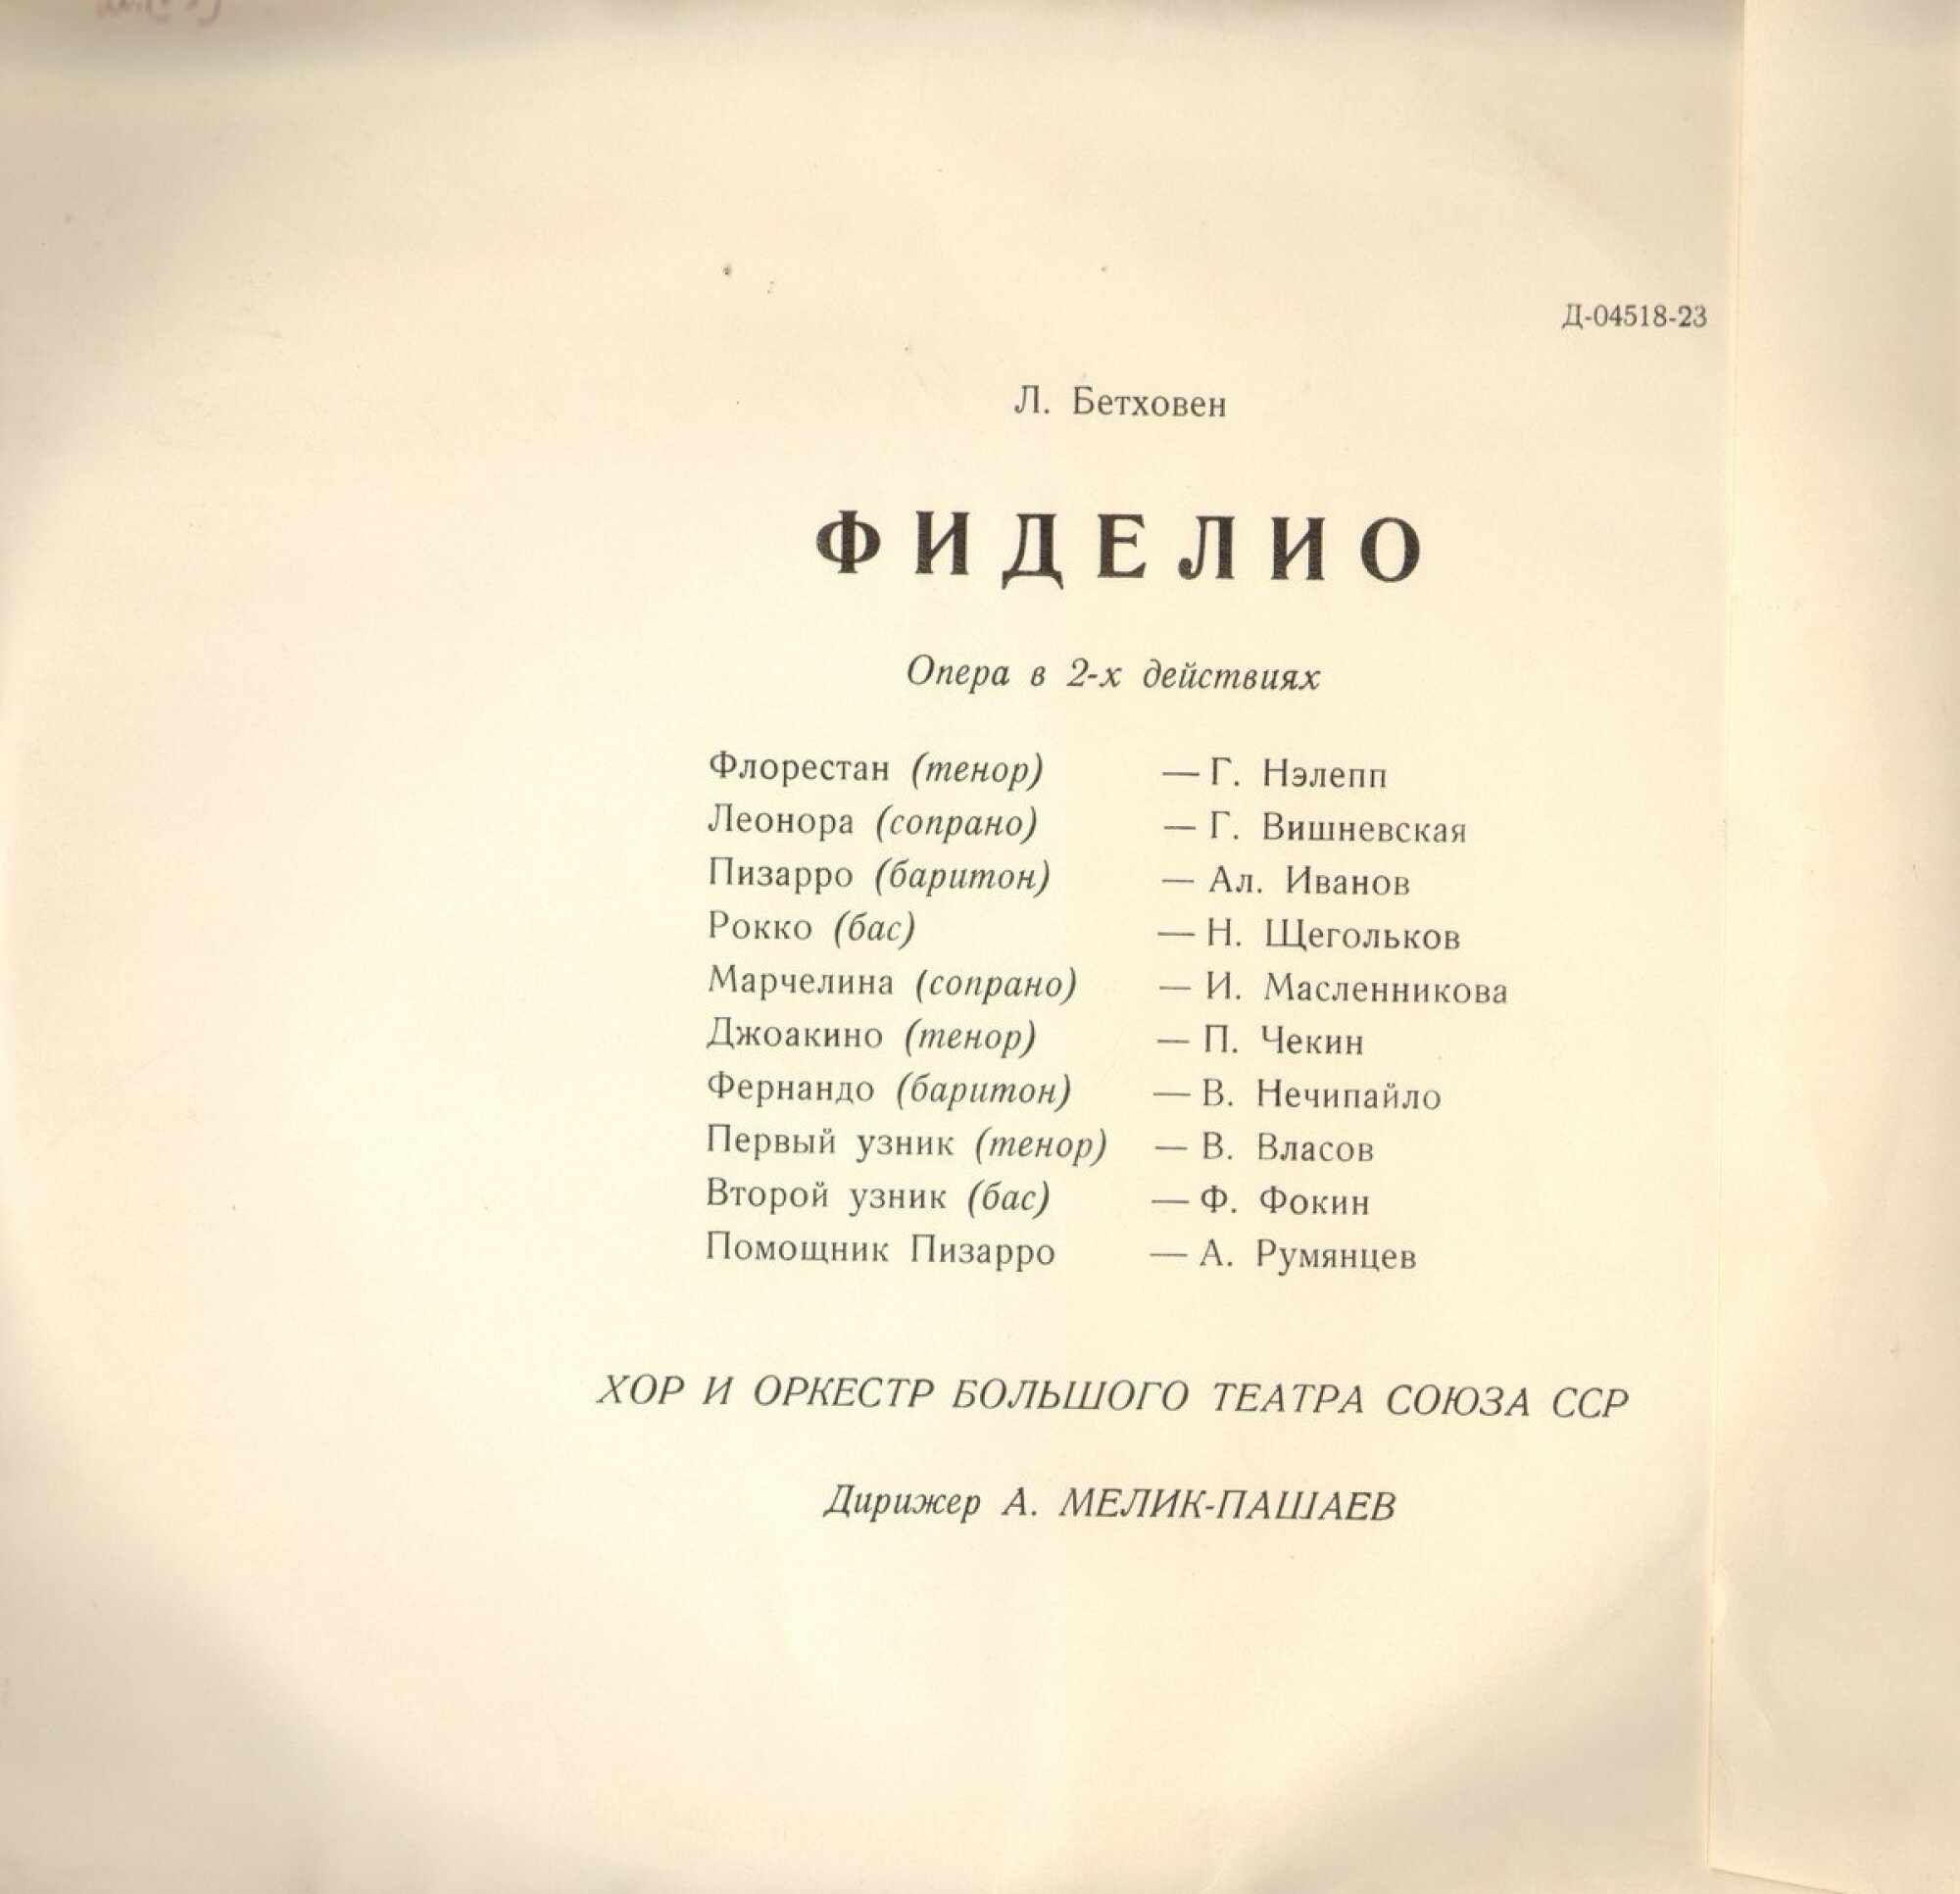 Д-04518-23
Л. Бетховен
ФИДЕЛИО
Опера в 2-х действиях
Флорестан (тенор) — Г. Нэлепп
Леонора (сопрано) — Г. Вишневская
Пизарро (баритон) — Ал. Иванов
Рокко (бас) — Н. Щегольков
Марчелина (сопрано) — И. Масленникова
Джоакино (тенор) — П. Чекин
Фернандо (баритон) — В. Нечипайло
Первый узник (тенор) — В. Власов
Второй узник (бас) — Ф. Фокин
Помощник Пизарро — А. Румянцев
ХОР И ОРКЕСТР БОЛЬШОГО ТЕАТРА СОЮЗА ССР
Дирижер А. МЕЛИК-ПАШАЕВ